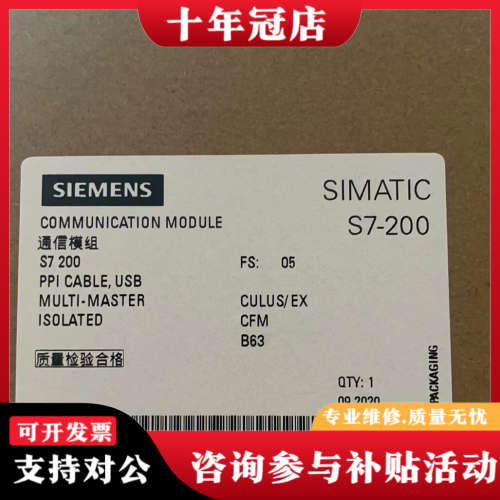 十年冠店
SIEMENS
SIMATIC
S7-200
COMMUNICATION MODULE
通信模组
S7 200
FS: 05
PPI CABLE, USB
MULTI-MASTER
CULUS/EX
ISOLATED
CFM
B63
质量检验合格
QTY: 1
09.2020
PACKAGING
专业维修.质量无忧
可开发票
支持对公
咨询参与补贴活动